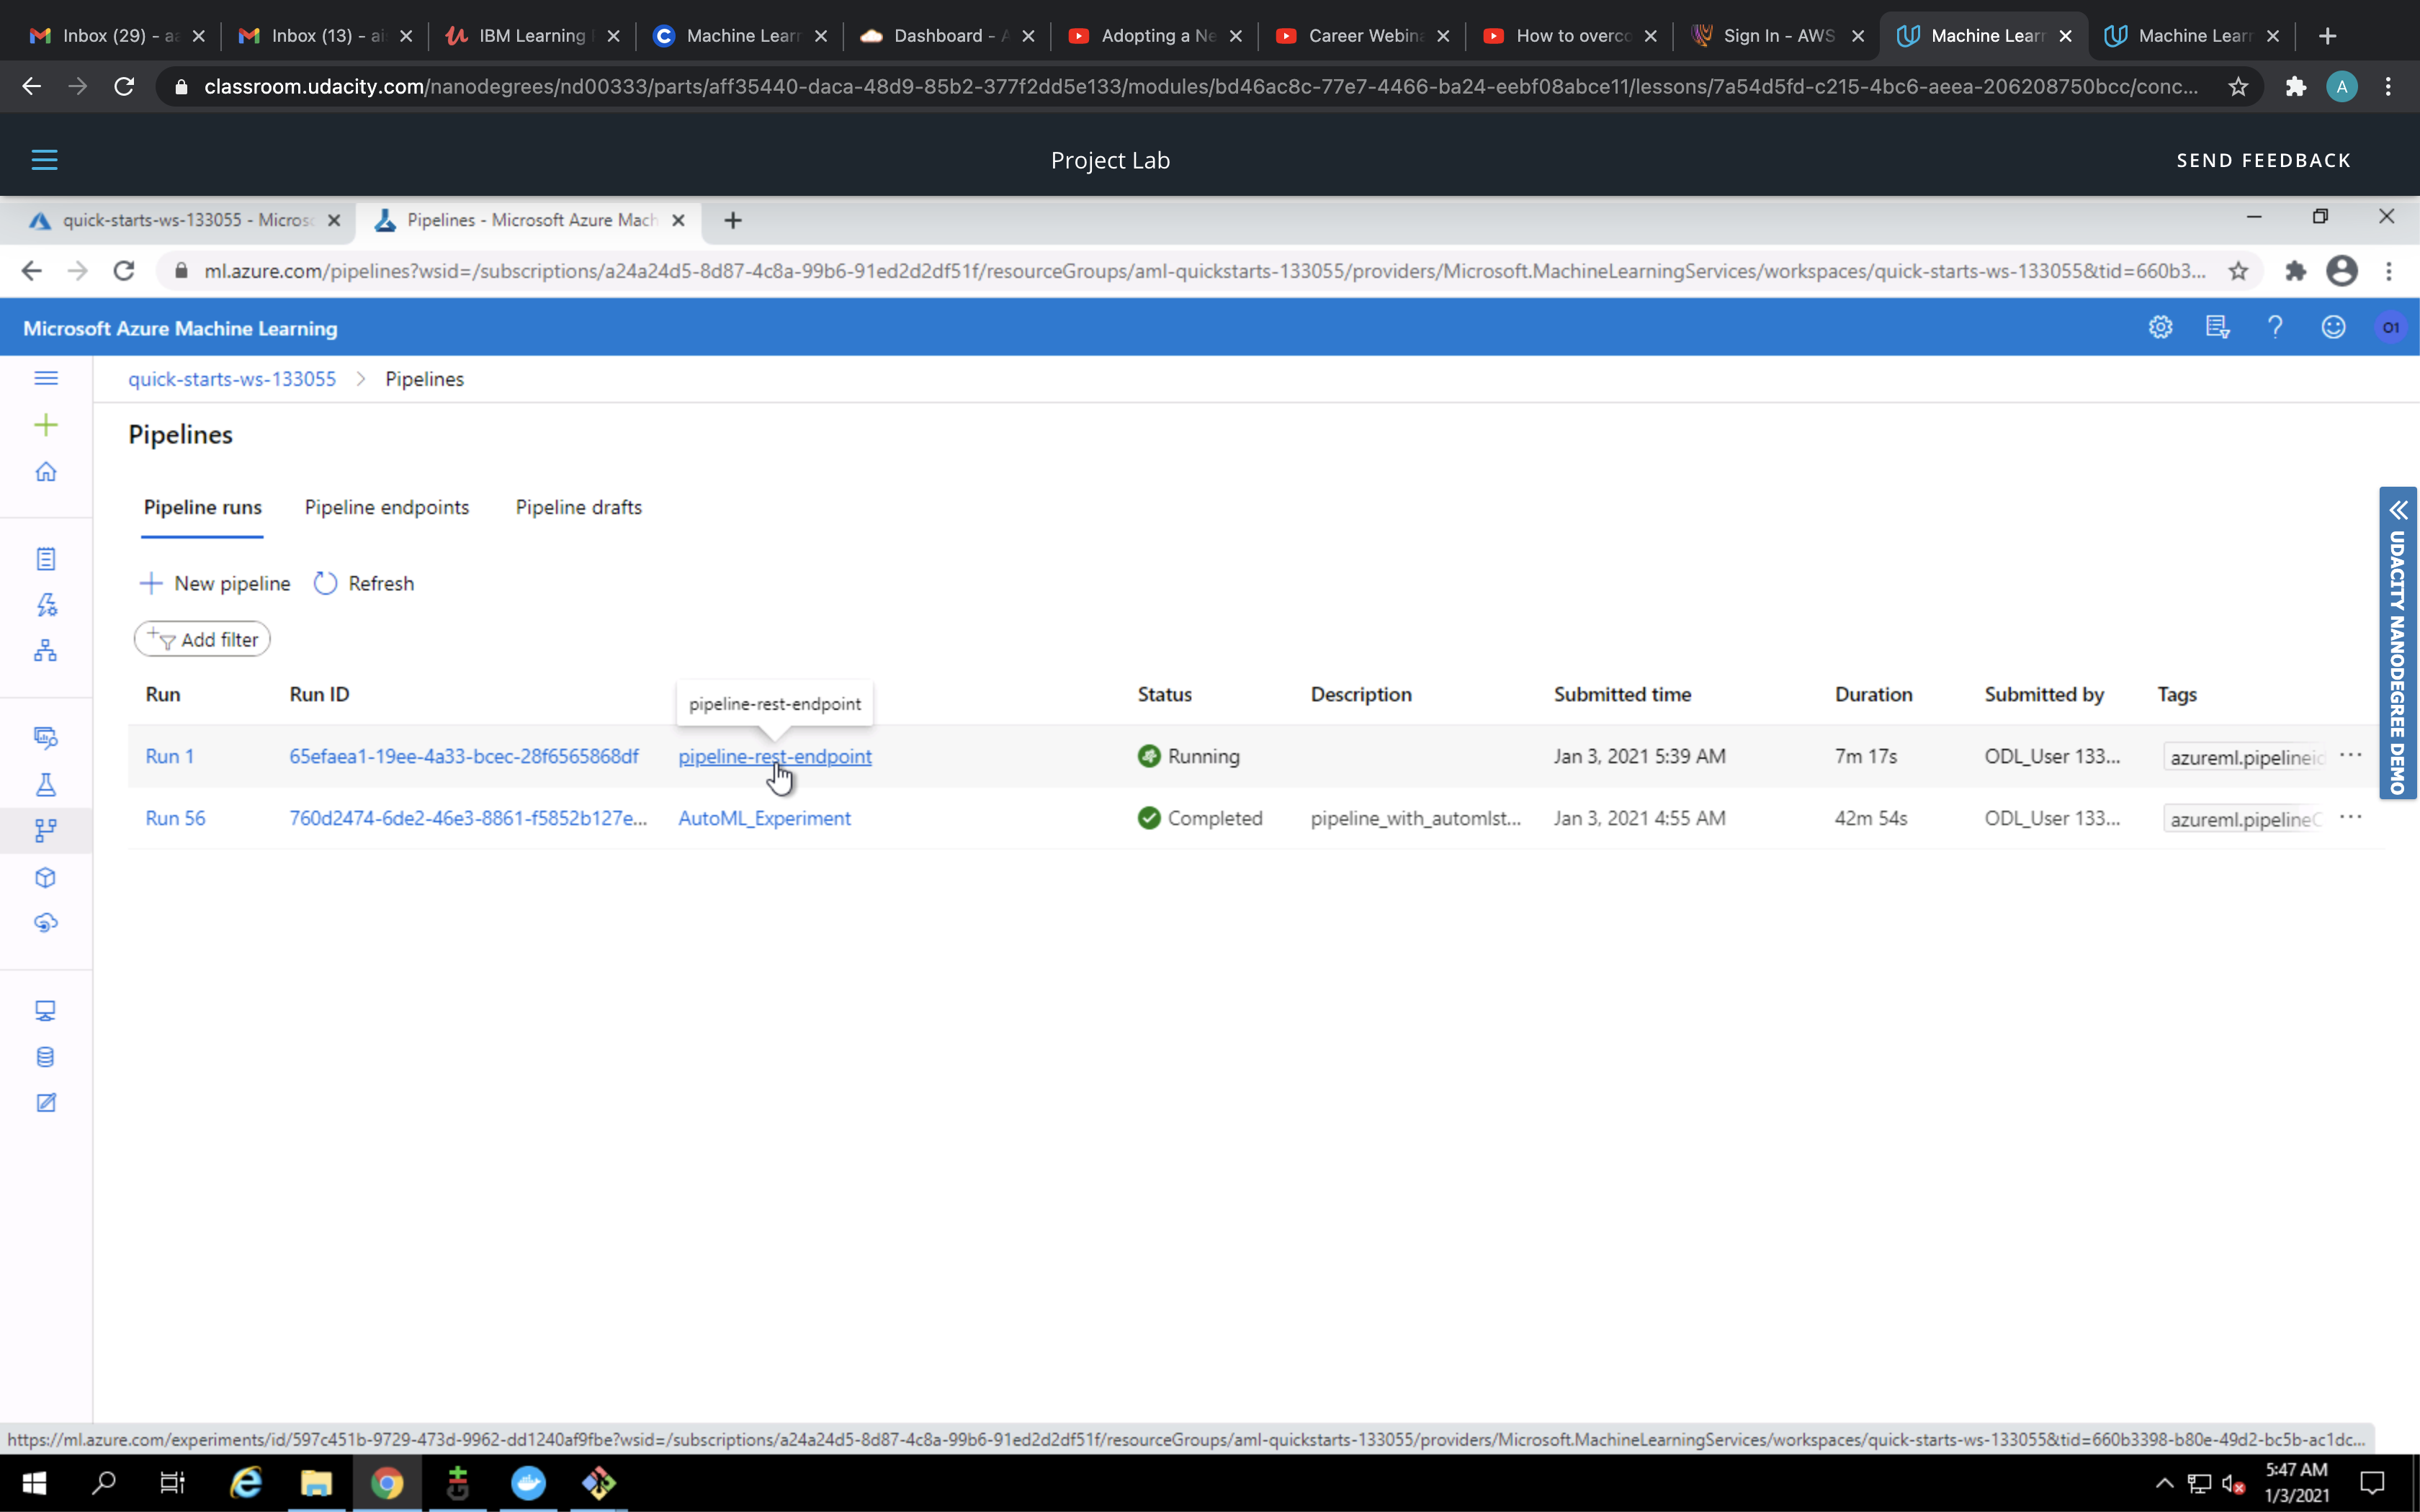 Inbox (29) - aa
Inbox (13) - ai
IBM Learning
Machine Lear
Dashboard - A
Adopting a Ne
Career Webina
How to overco
Sign In - AWS
Machine Lear
Machine Lear
classroom.udacity.com/nanodegrees/nd00333/parts/aff35440-daca-48d9-85b2-377f2dd5e133/modules/bd46ac8c-77e7-4466-ba24-eebf08abce11/lessons/7a54d5fd-c215-4bc6-aeea-206208750bcc/conc...
A
Project Lab
SEND FEEDBACK
quick-starts-ws-133055 - Micros
Pipelines - Microsoft Azure Mach
ml.azure.com/pipelines?wsid=/subscriptions/a24a24d5-8d87-4c8a-99b6-91ed2d2df51f/resourceGroups/aml-quickstarts-133055/providers/Microsoft.MachineLearningServices/workspaces/quick-starts-ws-133055&tid=660b3...
Microsoft Azure Machine Learning
O1
quick-starts-ws-133055 > Pipelines
Pipelines
Pipeline runs Pipeline endpoints Pipeline drafts
New pipeline Refresh
Add filter
Run Run ID Status Description Submitted time Duration Submitted by Tags
pipeline-rest-endpoint
Run 1 65efaea1-19ee-4a33-bcec-28f6565868df pipeline-rest-endpoint Running Jan 3, 2021 5:39 AM 7m 17s ODL_User 133... azureml.pipelineid ...
Run 56 760d2474-6de2-46e3-8861-f5852b127e... AutoML_Experiment Completed pipeline_with_automlst... Jan 3, 2021 4:55 AM 42m 54s ODL_User 133... azureml.pipelineC ...
UDACITY NANODEGREE DEMO
https://ml.azure.com/experiments/id/597c451b-9729-473d-9962-dd1240af9fbe?wsid=/subscriptions/a24a24d5-8d87-4c8a-99b6-91ed2d2df51f/resourceGroups/aml-quickstarts-133055/providers/Microsoft.MachineLearningServices/workspaces/quick-starts-ws-133055&tid=660b3398-b80e-49d2-bc5b-ac1dc...
5:47 AM
1/3/2021